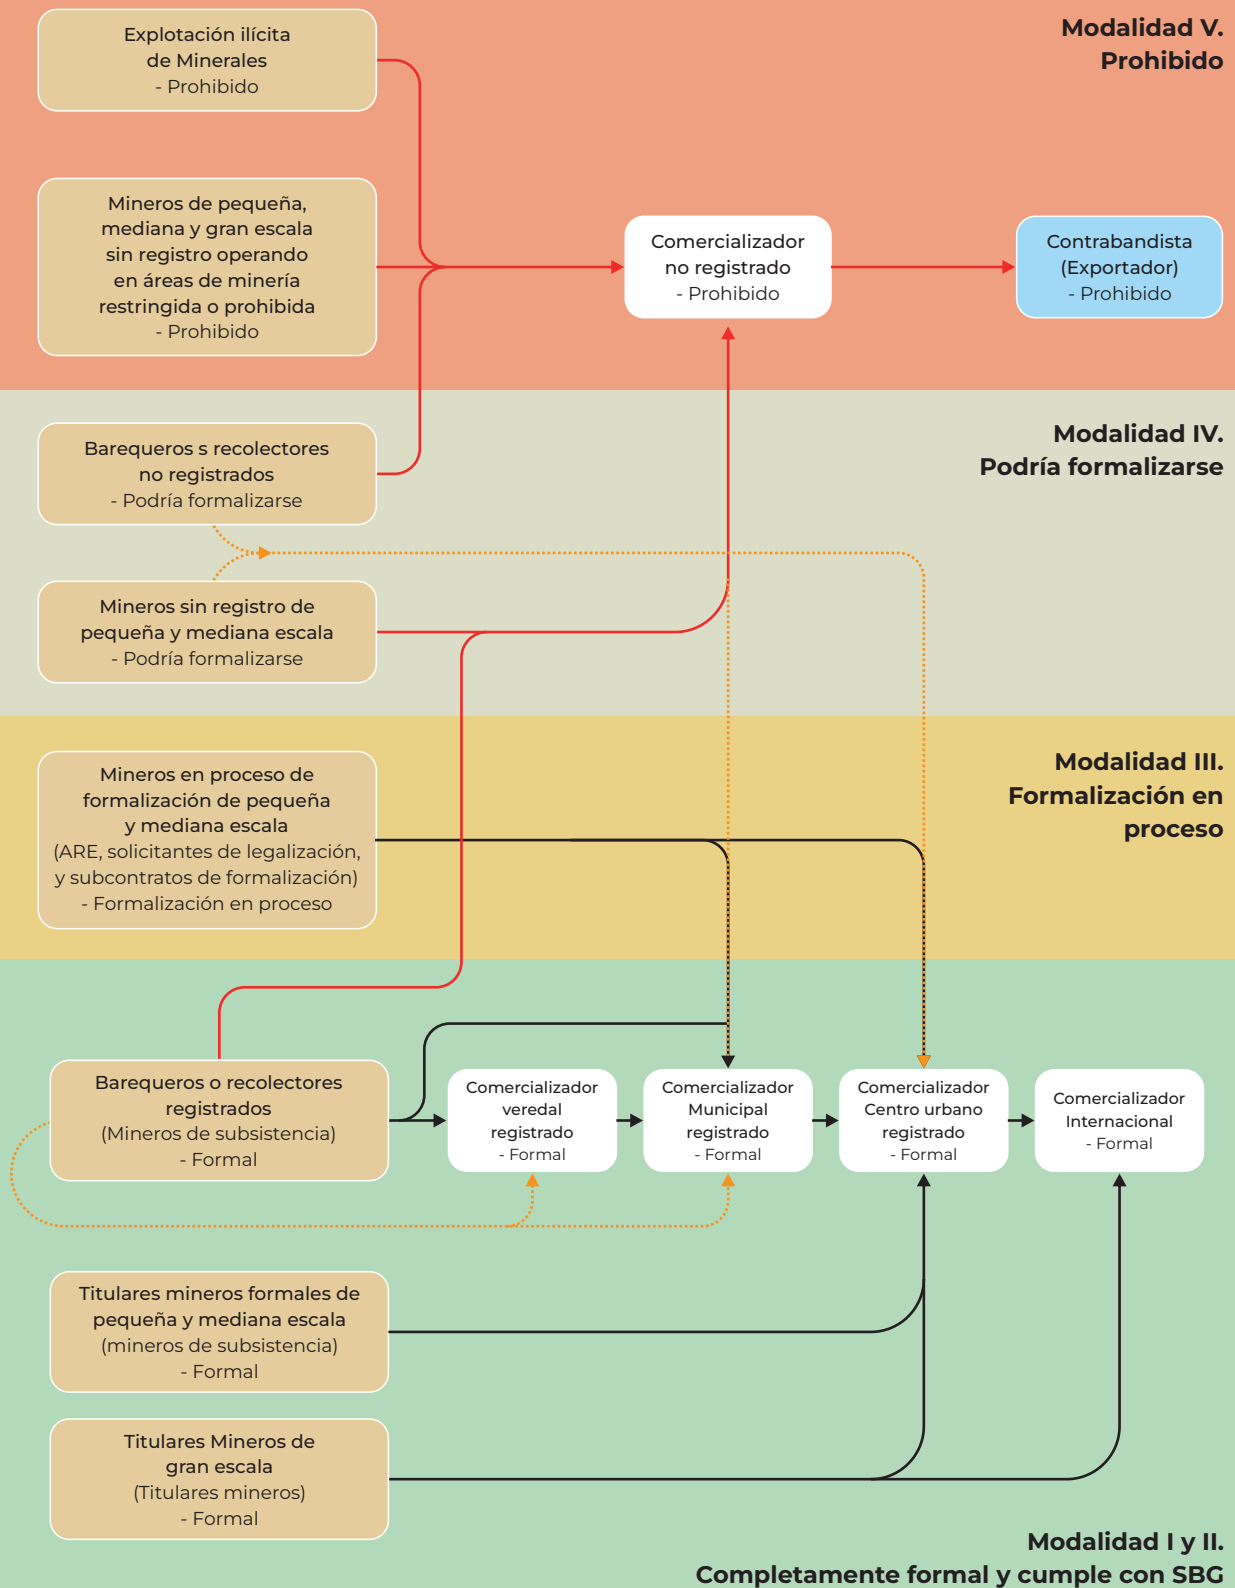 Modalidad V.
Prohibido
Explotación ilícita
de Minerales
- Prohibido
Mineros de pequeña,
mediana y gran escala
sin registro operando
en áreas de minería
restringida o prohibida
- Prohibido
Comercializador
no registrado
- Prohibido
Contrabandista
(Exportador)
- Prohibido
Modalidad IV.
Podría formalizarse
Barequeros s recolectores
no registrados
- Podría formalizarse
Mineros sin registro de
pequeña y mediana escala
- Podría formalizarse
Modalidad III.
Formalización en
proceso
Mineros en proceso de
formalización de pequeña
y mediana escala
(ARE, solicitantes de legalización,
y subcontratos de formalización)
- Formalización en proceso
Barequeros o recolectores
registrados
(Mineros de subsistencia)
- Formal
Comercializador
veredal
registrado
- Formal
Comercializador
Municipal
registrado
- Formal
Comercializador
Centro urbano
registrado
- Formal
Comercializador
Internacional
- Formal
Titulares mineros formales de
pequeña y mediana escala
(mineros de subsistencia)
- Formal
Titulares Mineros de
gran escala
(Titulares mineros)
- Formal
Modalidad I y II.
Completamente formal y cumple con SBG